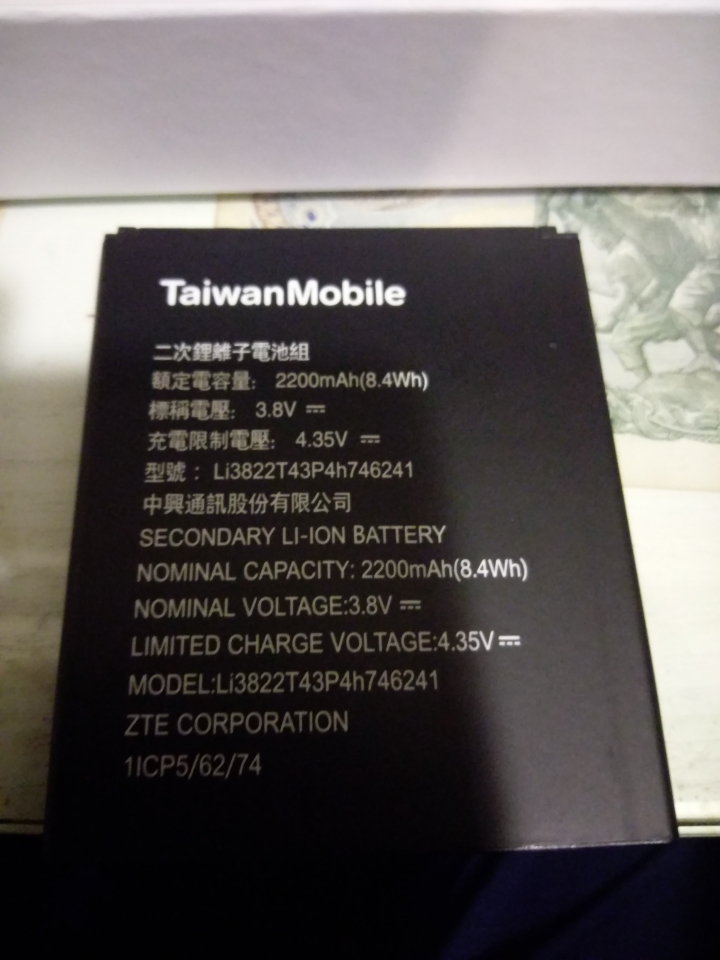 TaiwanMobile
二次鋰離子電池組
額定電容量: 2200mAh(8.4Wh)
標稱電壓: 3.8V ⎓
充電限制電壓: 4.35V ⎓
型號: Li3822T43P4h746241
中興通訊股份有限公司
SECONDARY LI-ION BATTERY
NOMINAL CAPACITY: 2200mAh(8.4Wh)
NOMINAL VOLTAGE:3.8V ⎓
LIMITED CHARGE VOLTAGE:4.35V ⎓
MODEL:Li3822T43P4h746241
ZTE CORPORATION
1ICP5/62/74